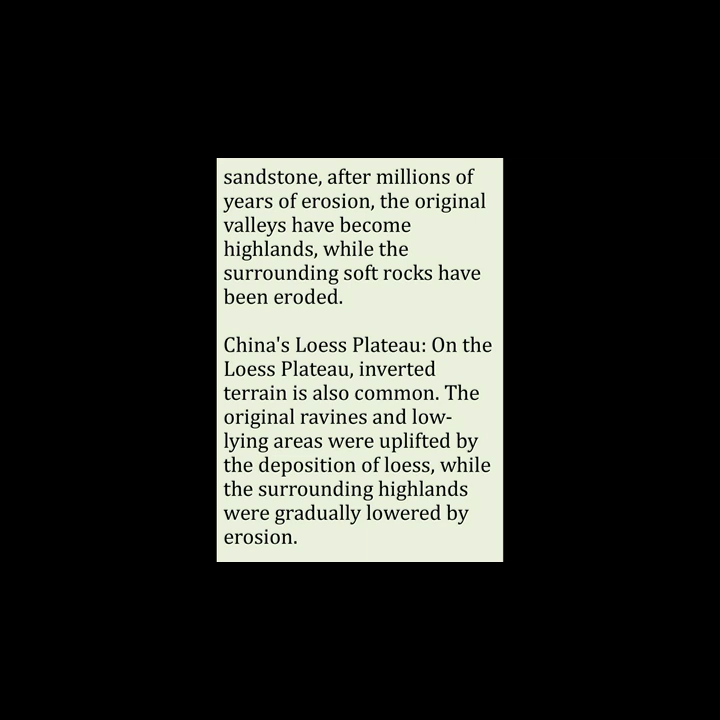 sandstone, after millions of
years of erosion, the original
valleys have become
highlands, while the
surrounding soft rocks have
been eroded.
China's Loess Plateau: On the
Loess Plateau, inverted
terrain is also common. The
original ravines and low-
lying areas were uplifted by
the deposition of loess, while
the surrounding highlands
were gradually lowered by
erosion.